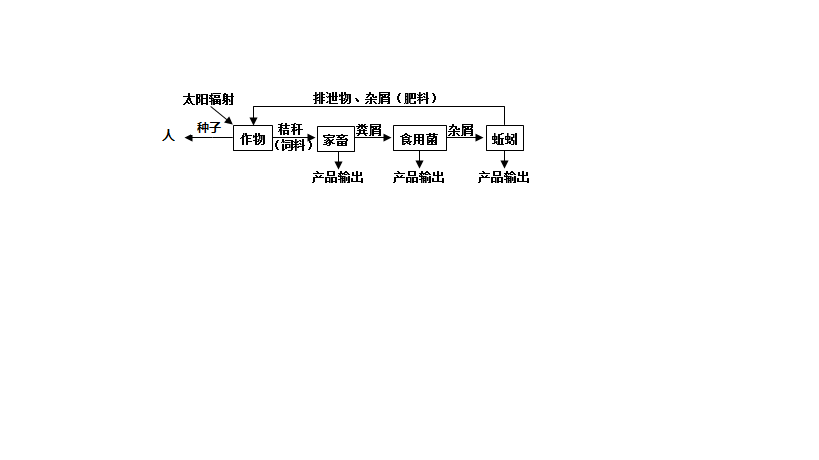 太阳辐射
排泄物、杂屑（肥料）
人
种子
作物
秸秆
（饲料）
家畜
粪屑
食用菌
杂屑
蚯蚓
产品输出
产品输出
产品输出